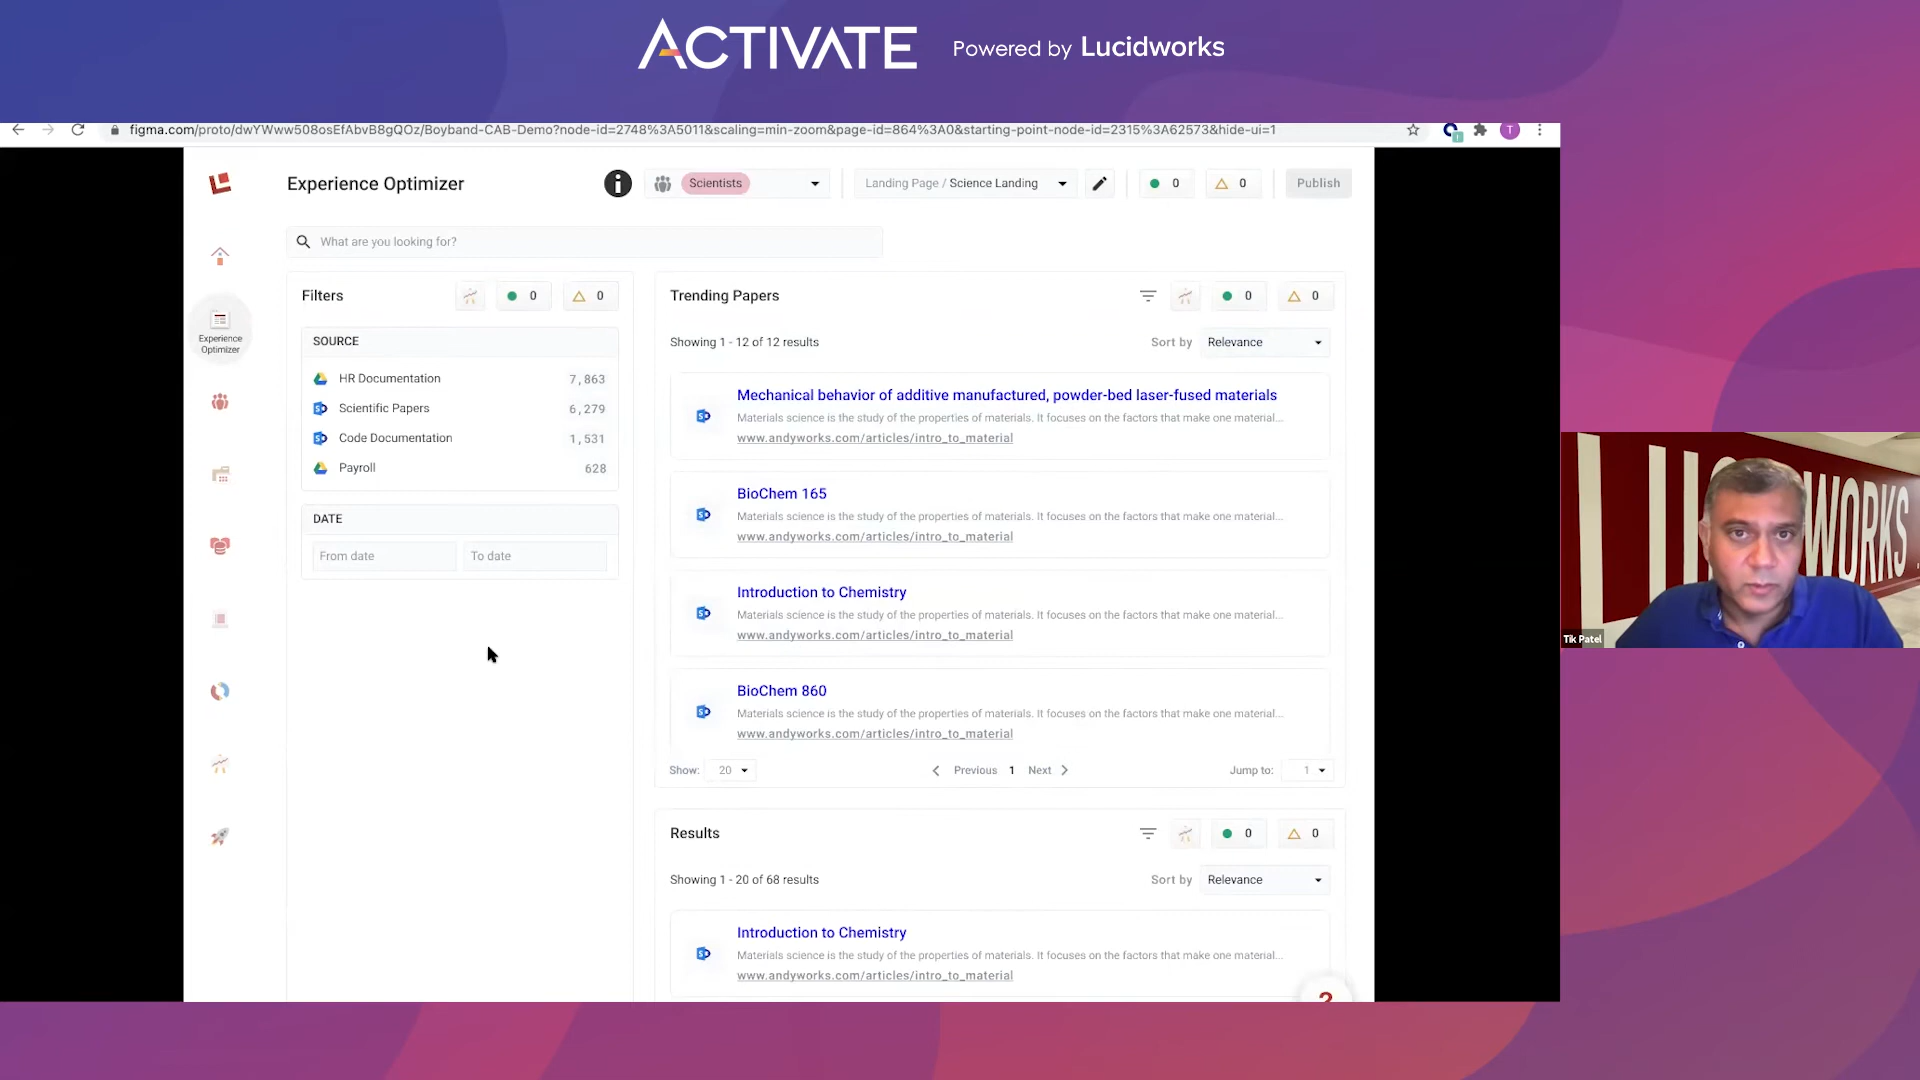 ACTIVATE Powered by Lucidworks
figma.com/proto/dwYWww508osEfAbvB8gQOz/Boyband-CAB-Demo?node-id=2748%3A5011&scaling=min-zoom&page-id=864%3A0&starting-point-node-id=2315%3A62573&hide-ui=1
T
Experience Optimizer
Scientists
Landing Page / Science Landing
0
0
Publish
What are you looking for?
Experience
Optimizer
Filters
0
0
SOURCE
HR Documentation 7,863
Scientific Papers 6,279
Code Documentation 1,531
Payroll 628
DATE
From date
To date
Trending Papers
0
0
Showing 1 - 12 of 12 results
Sort by Relevance
Mechanical behavior of additive manufactured, powder-bed laser-fused materials
Materials science is the study of the properties of materials. It focuses on the factors that make one material...
www.andyworks.com/articles/intro_to_material
BioChem 165
Materials science is the study of the properties of materials. It focuses on the factors that make one material...
www.andyworks.com/articles/intro_to_material
Introduction to Chemistry
Materials science is the study of the properties of materials. It focuses on the factors that make one material...
www.andyworks.com/articles/intro_to_material
BioChem 860
Materials science is the study of the properties of materials. It focuses on the factors that make one material...
www.andyworks.com/articles/intro_to_material
Show: 20
Previous 1 Next
Jump to: 1
Results
0
0
Showing 1 - 20 of 68 results
Sort by Relevance
Introduction to Chemistry
Materials science is the study of the properties of materials. It focuses on the factors that make one material...
www.andyworks.com/articles/intro_to_material
?
WORKS
Tik Patel